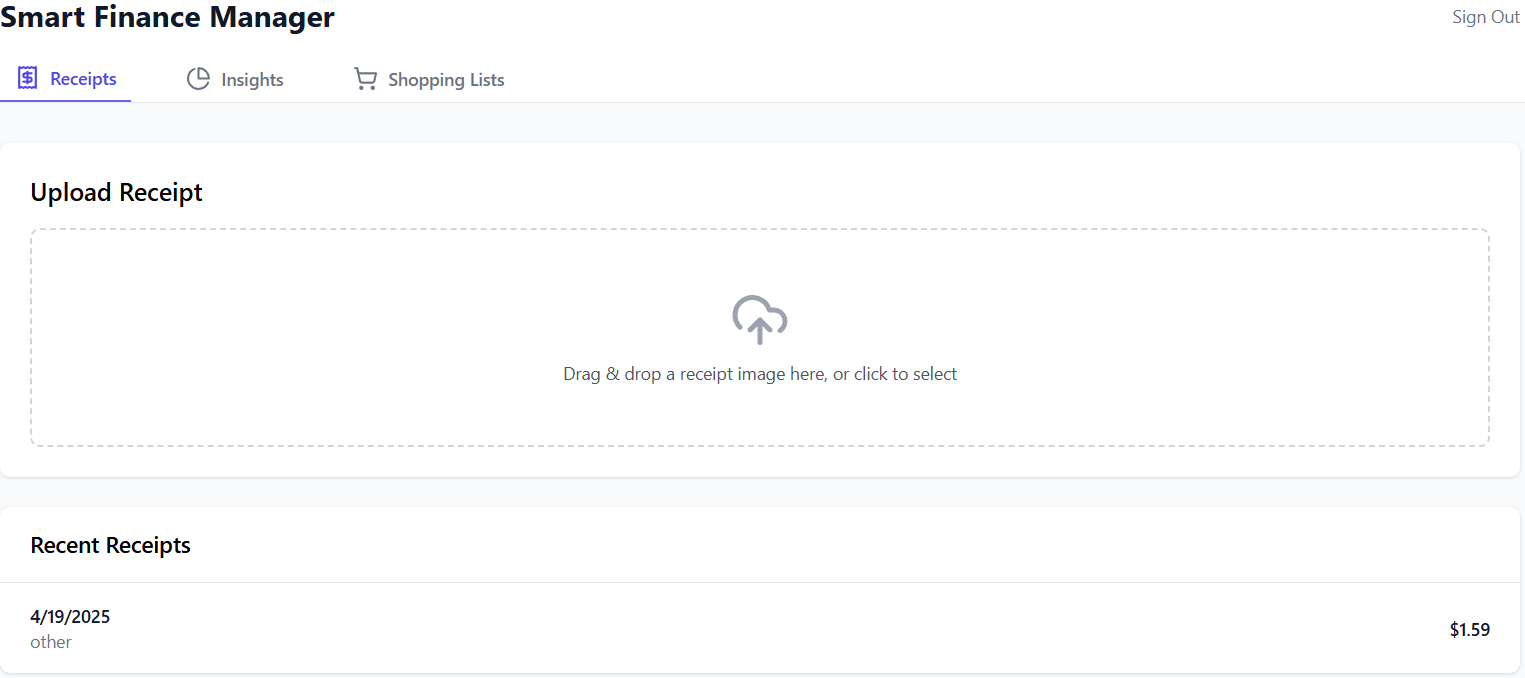 Smart Finance Manager
Sign Out
Receipts
Insights
Shopping Lists
Upload Receipt
Drag & drop a receipt image here, or click to select
Recent Receipts
4/19/2025
other
$1.59